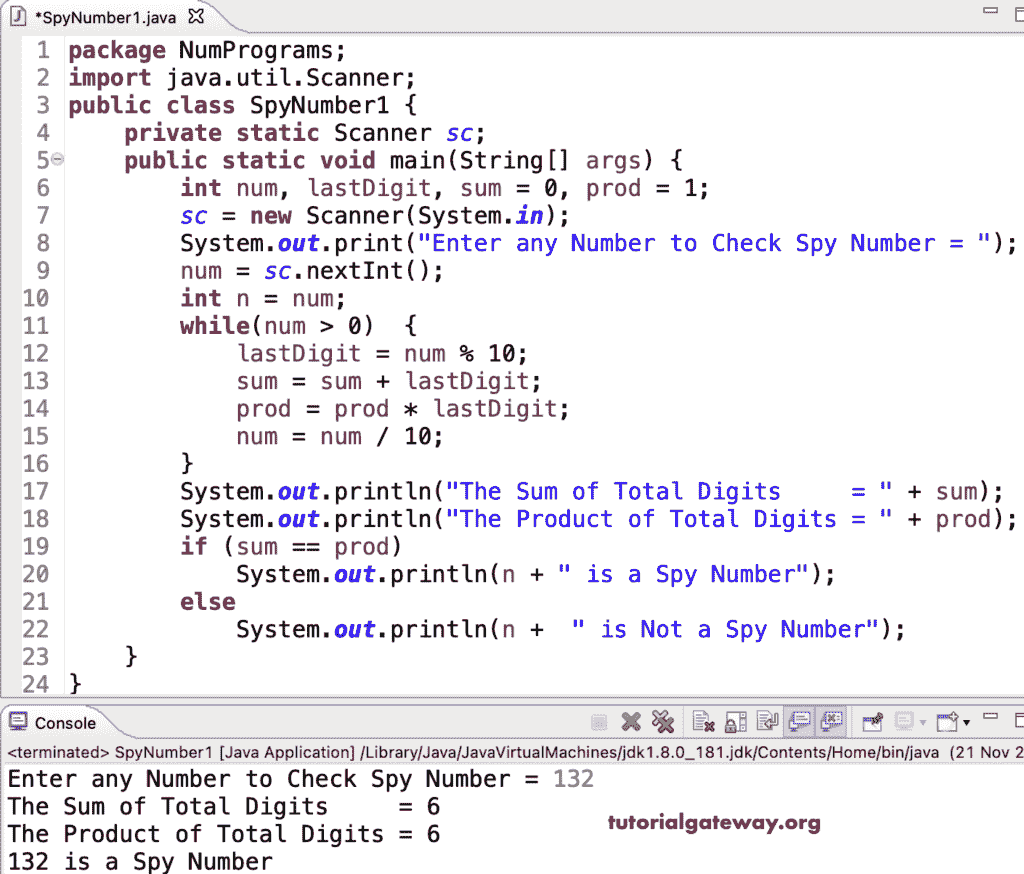 *SpyNumber1.java
1 package NumPrograms;
2 import java.util.Scanner;
3 public class SpyNumber1 {
4     private static Scanner sc;
5     public static void main(String[] args) {
6         int num, lastDigit, sum = 0, prod = 1;
7         sc = new Scanner(System.in);
8         System.out.print("Enter any Number to Check Spy Number = ");
9         num = sc.nextInt();
10         int n = num;
11         while(num > 0)  {
12             lastDigit = num % 10;
13             sum = sum + lastDigit;
14             prod = prod * lastDigit;
15             num = num / 10;
16         }
17         System.out.println("The Sum of Total Digits     = " + sum);
18         System.out.println("The Product of Total Digits = " + prod);
19         if (sum == prod)
20             System.out.println(n + " is a Spy Number");
21         else
22             System.out.println(n +  " is Not a Spy Number");
23     }
24 }
Console
<terminated> SpyNumber1 [Java Application] /Library/Java/JavaVirtualMachines/jdk1.8.0_181.jdk/Contents/Home/bin/java (21 Nov 2
Enter any Number to Check Spy Number = 132
The Sum of Total Digits     = 6
The Product of Total Digits = 6
tutorialgateway.org
132 is a Spy Number